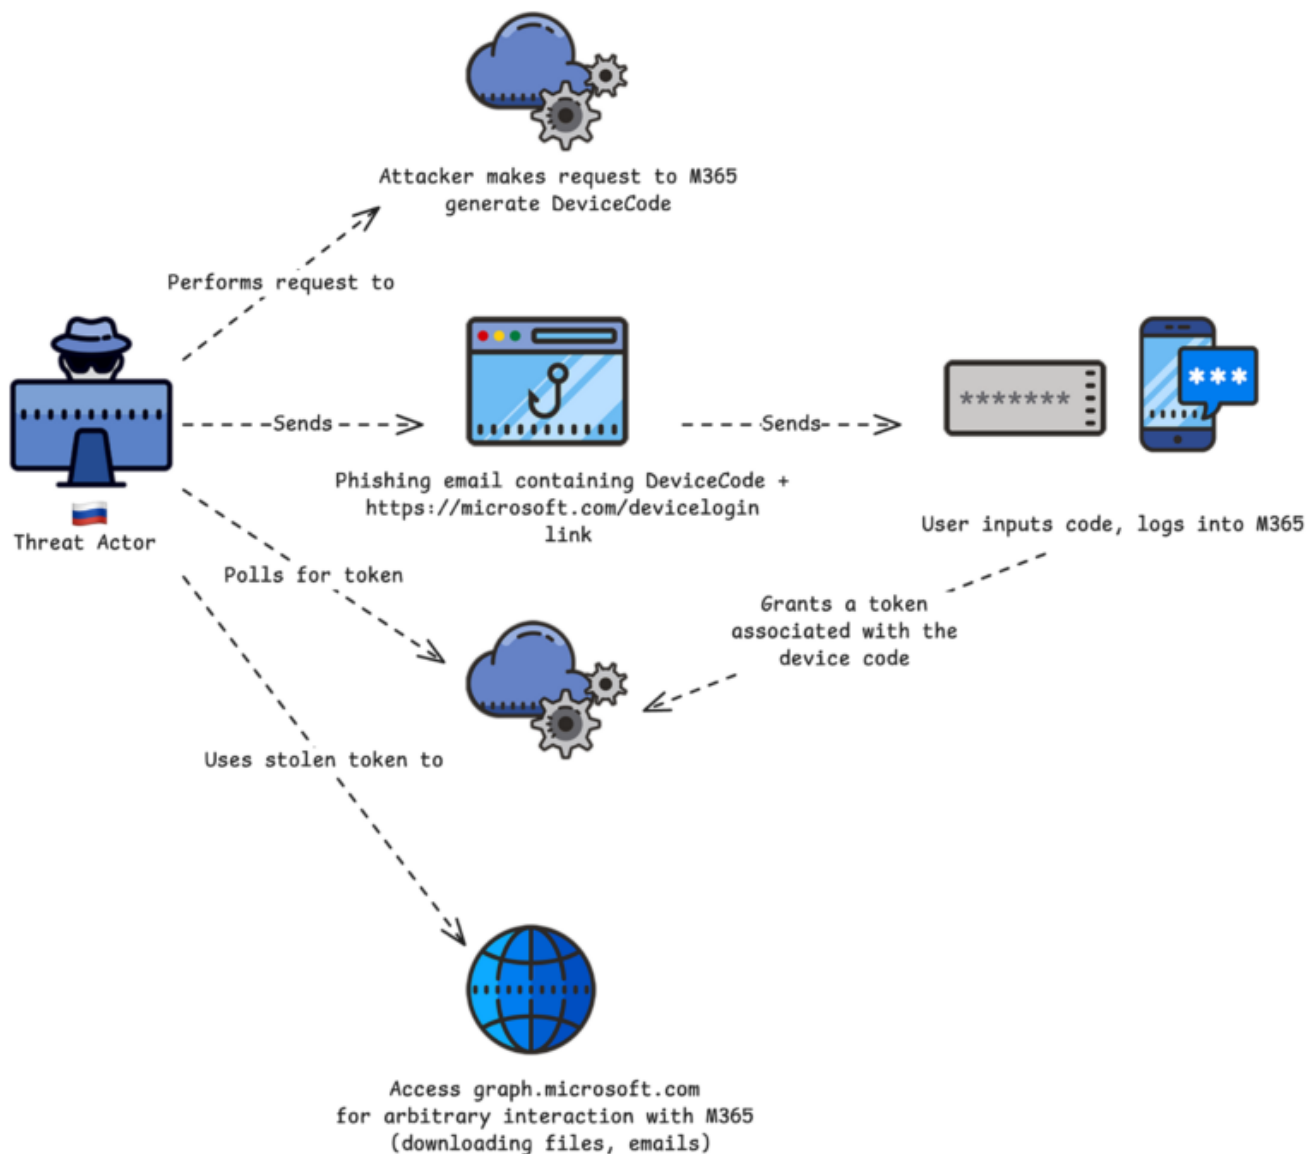 Attacker makes request to M365
generate DeviceCode
Performs request to
Sends
Sends
*******
***
Phishing email containing DeviceCode +
https://microsoft.com/devicelogin
link
User inputs code, logs into M365
Threat Actor
Polls for token
Grants a token
associated with the
device code
Uses stolen token to
Access graph.microsoft.com
for arbitrary interaction with M365
(downloading files, emails)